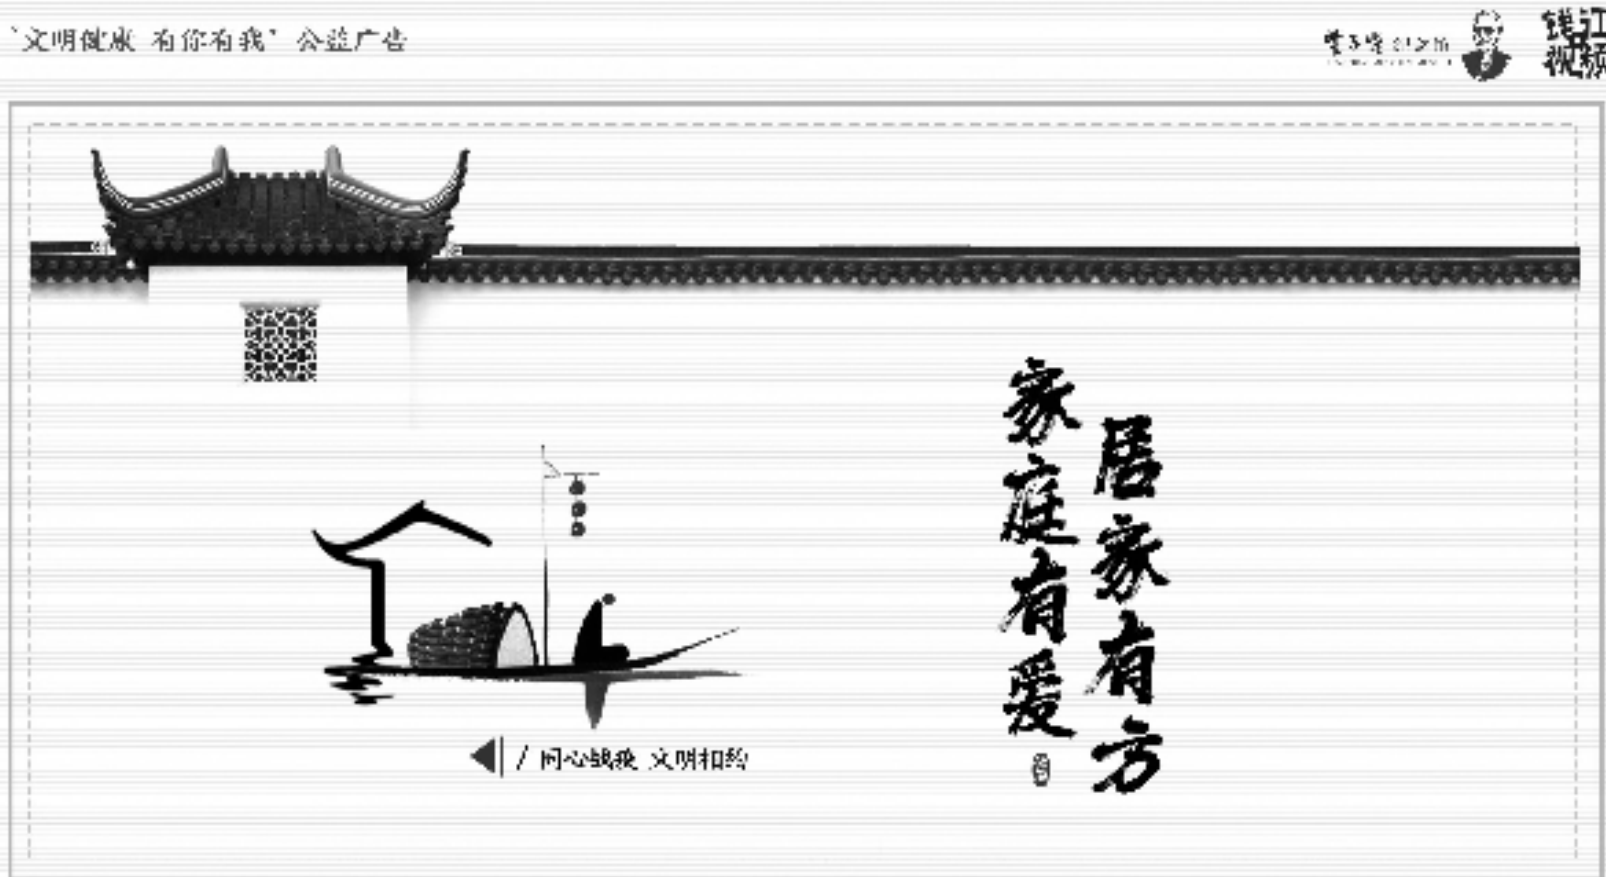 “文明健康 有你有我”公益广告
钱江
视频
居家有方
家庭有爱
/ 同心战疫 文明相约